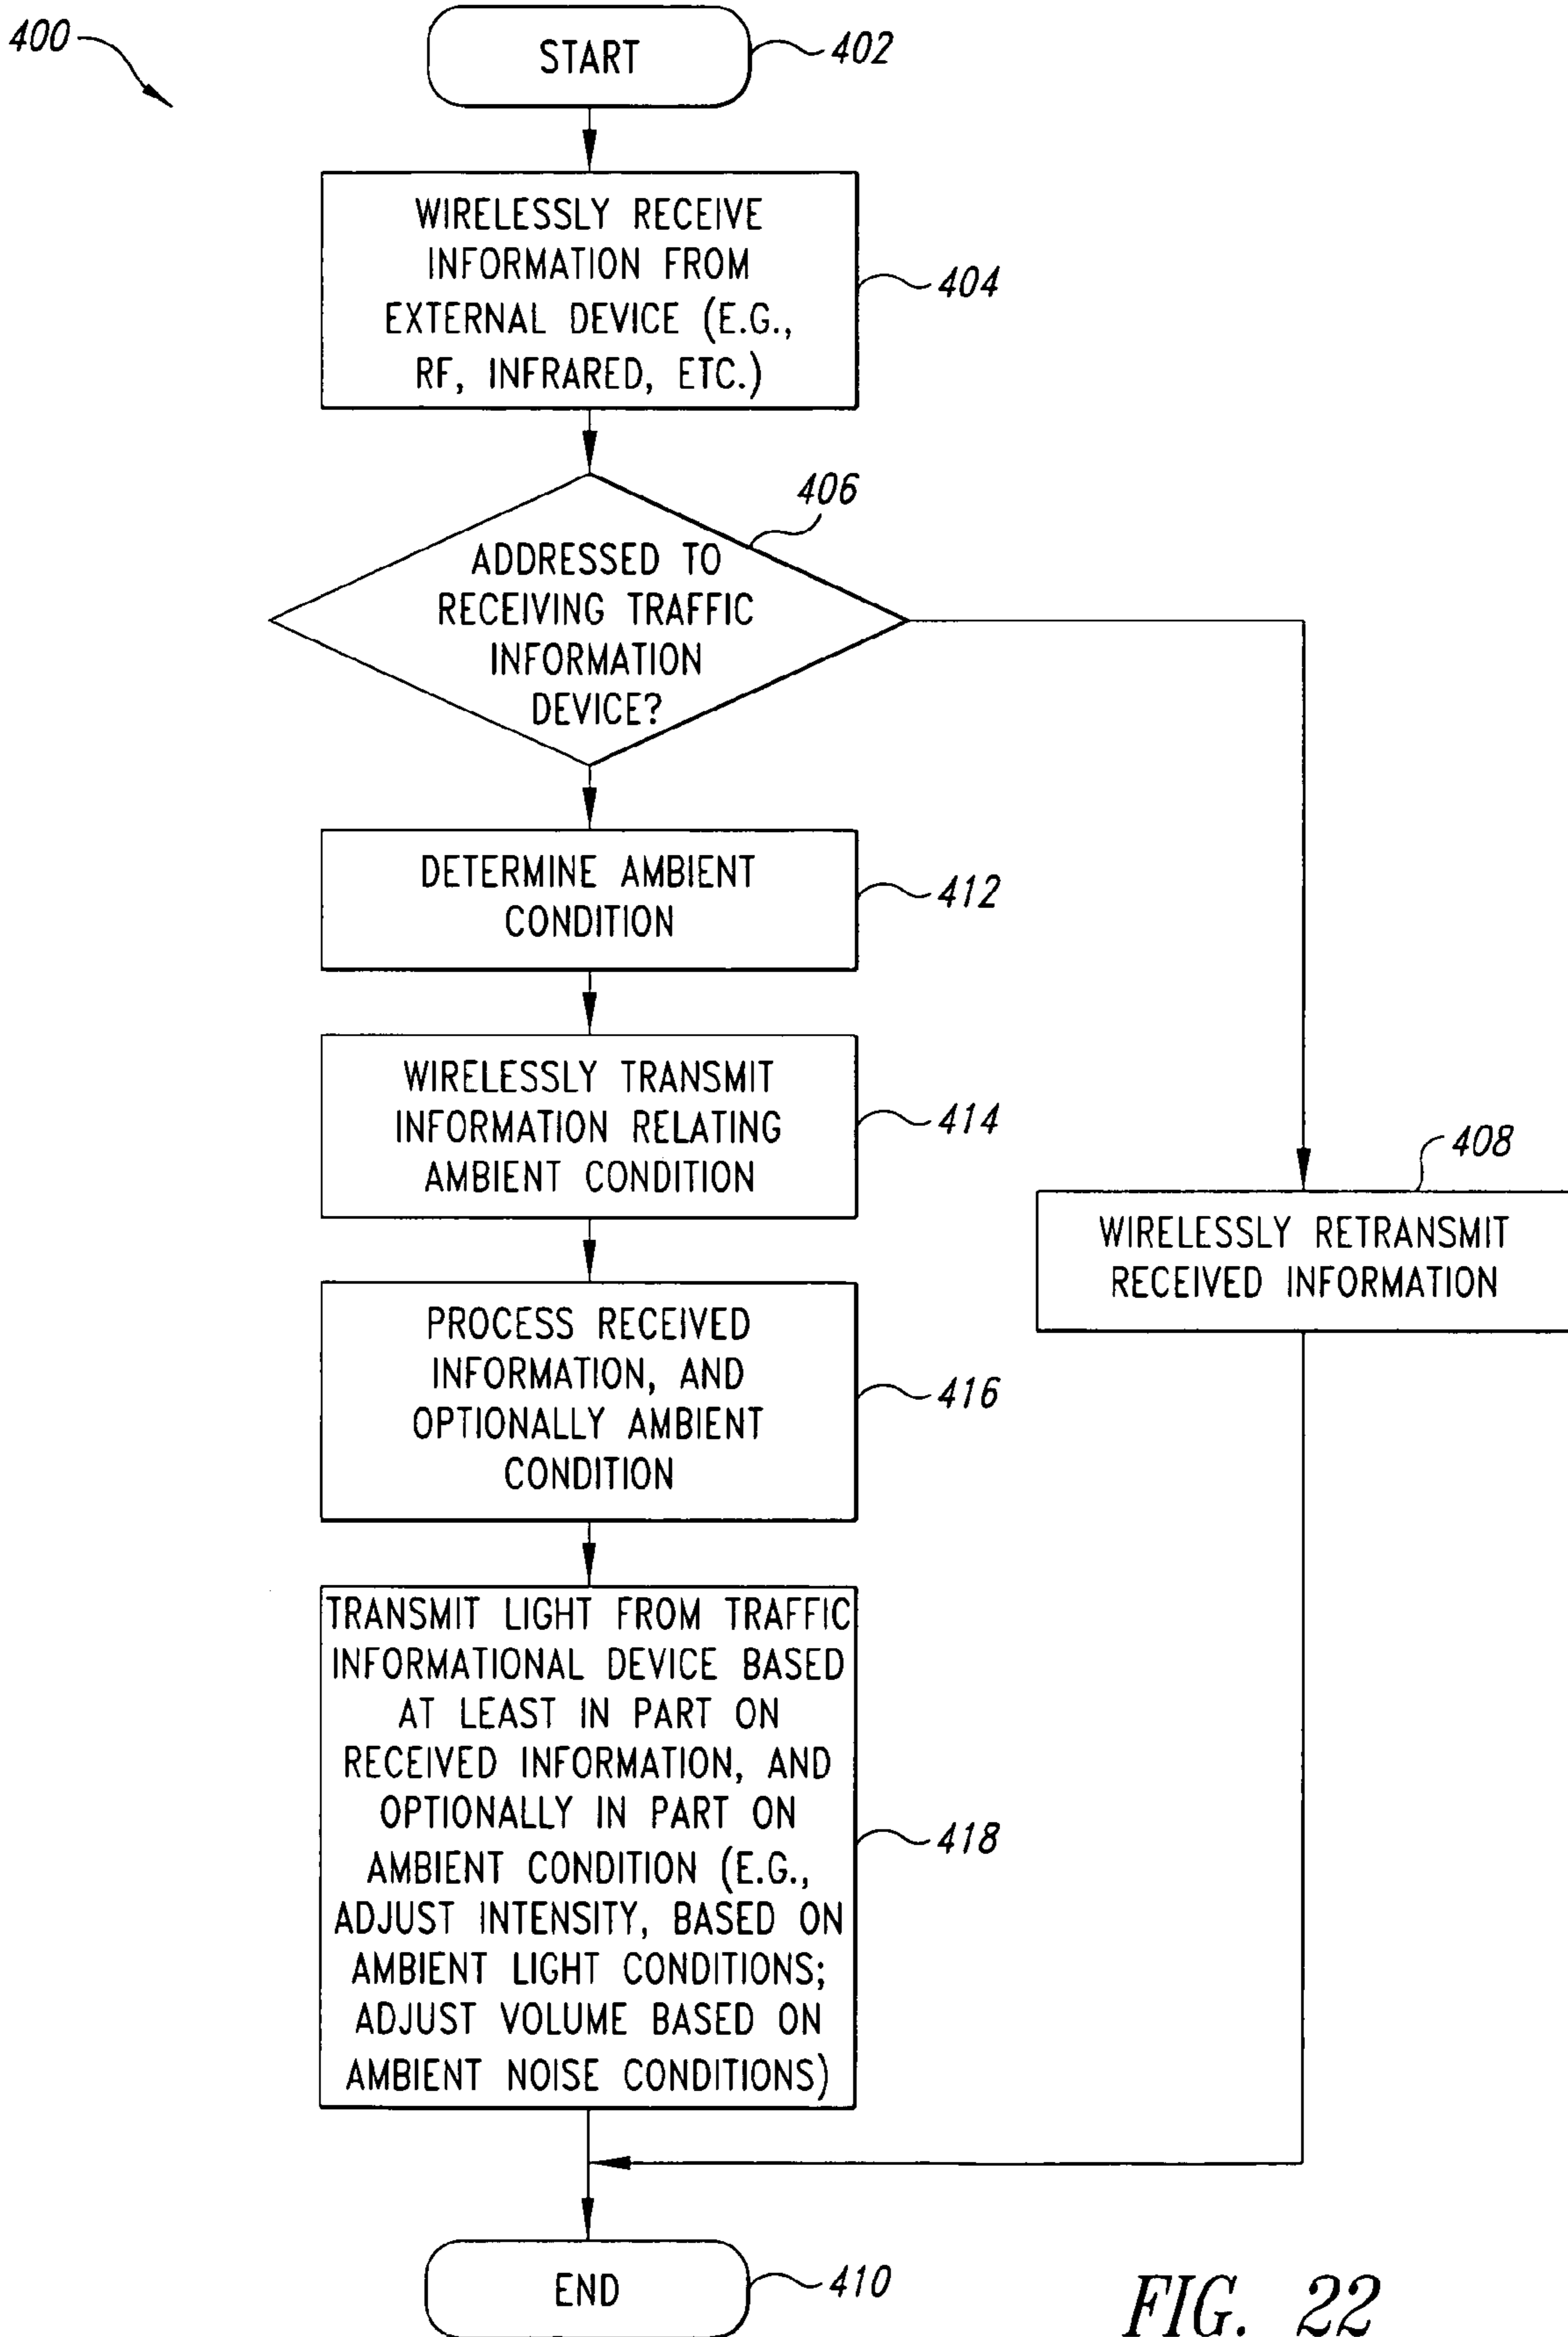 400
START
402
WIRELESSLY RECEIVE
INFORMATION FROM
EXTERNAL DEVICE (E.G.,
RF, INFRARED, ETC.)
404
406
ADDRESSED TO
RECEIVING TRAFFIC
INFORMATION
DEVICE?
DETERMINE AMBIENT
CONDITION
412
WIRELESSLY TRANSMIT
INFORMATION RELATING
AMBIENT CONDITION
414
408
WIRELESSLY RETRANSMIT
RECEIVED INFORMATION
PROCESS RECEIVED
INFORMATION, AND
OPTIONALLY AMBIENT
CONDITION
416
TRANSMIT LIGHT FROM TRAFFIC
INFORMATIONAL DEVICE BASED
AT LEAST IN PART ON
RECEIVED INFORMATION, AND
OPTIONALLY IN PART ON
AMBIENT CONDITION (E.G.,
ADJUST INTENSITY, BASED ON
AMBIENT LIGHT CONDITIONS;
ADJUST VOLUME BASED ON
AMBIENT NOISE CONDITIONS)
418
END
410
FIG. 22